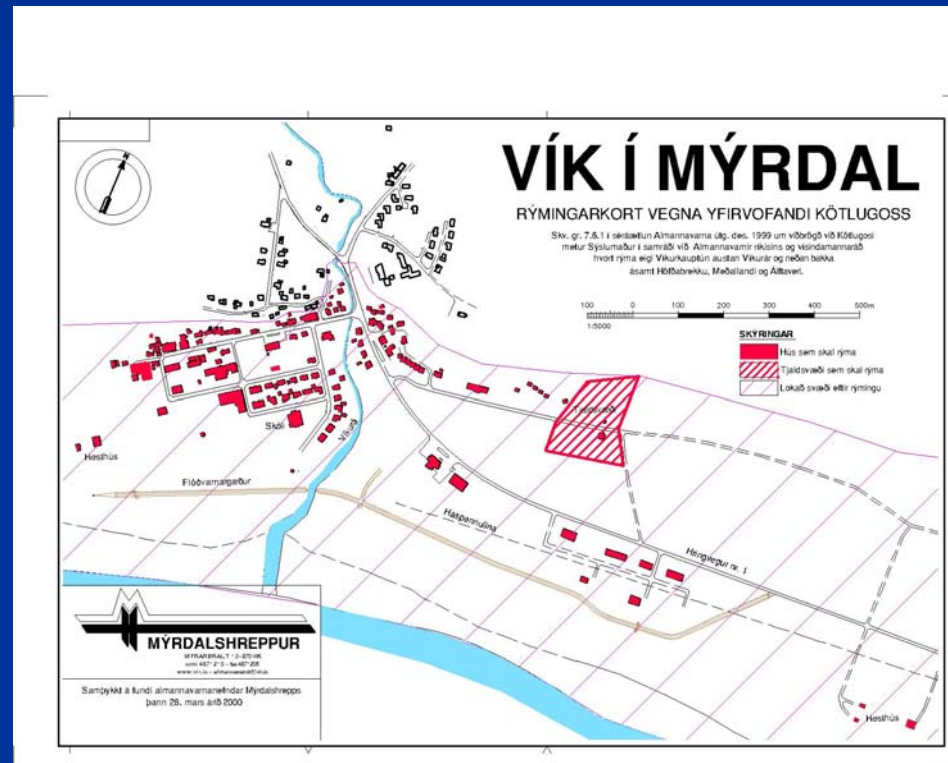 VÍK Í MÝRDAL
RÝMINGARKORT VEGNA YFIRVOFANDI KÖTLUGOSS
Skv. gr. 7.6.1 í séráætlun Almannavarna útg. des. 1999 um viðbrögð við Kötlugosi
metur Sýslumaður í samráði við Almannavarnir ríkisins og vísindamannaráð
hvort rýma eigi Víkurkauptún austan Víkurár og neðan bakka
ásamt Höfðabrekku, Meðallandi og Álftaveri.
100 0 100 200 300 400 500m
1:5000
SKÝRINGAR
Hús sem skal rýma
Tjaldsvæði sem skal rýma
Lokað svæði eftir rýmingu
N
Tjaldsvæði
Skóli
Víkurá
Hesthús
Flóðvarnargarður
Háspennulína
Hringvegur nr. 1
Hesthús
MÝRDALSHREPPUR
Samþykkt á fundi almannavarnanefndar Mýrdalshrepps
þann 28. mars árið 2000